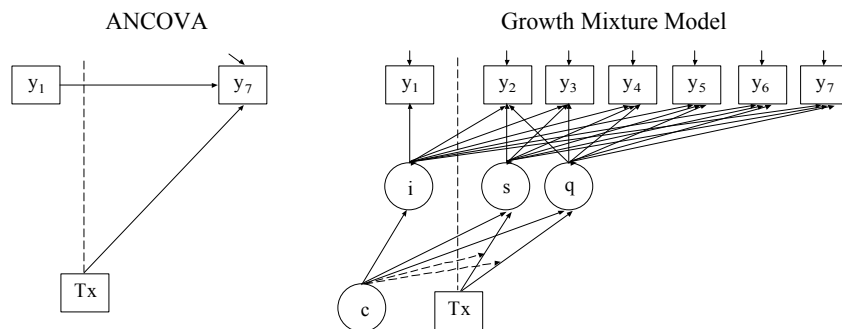 ANCOVA
y1
y7
Tx
Growth Mixture Model
y1 y2 y3 y4 y5 y6 y7
i s q
c Tx